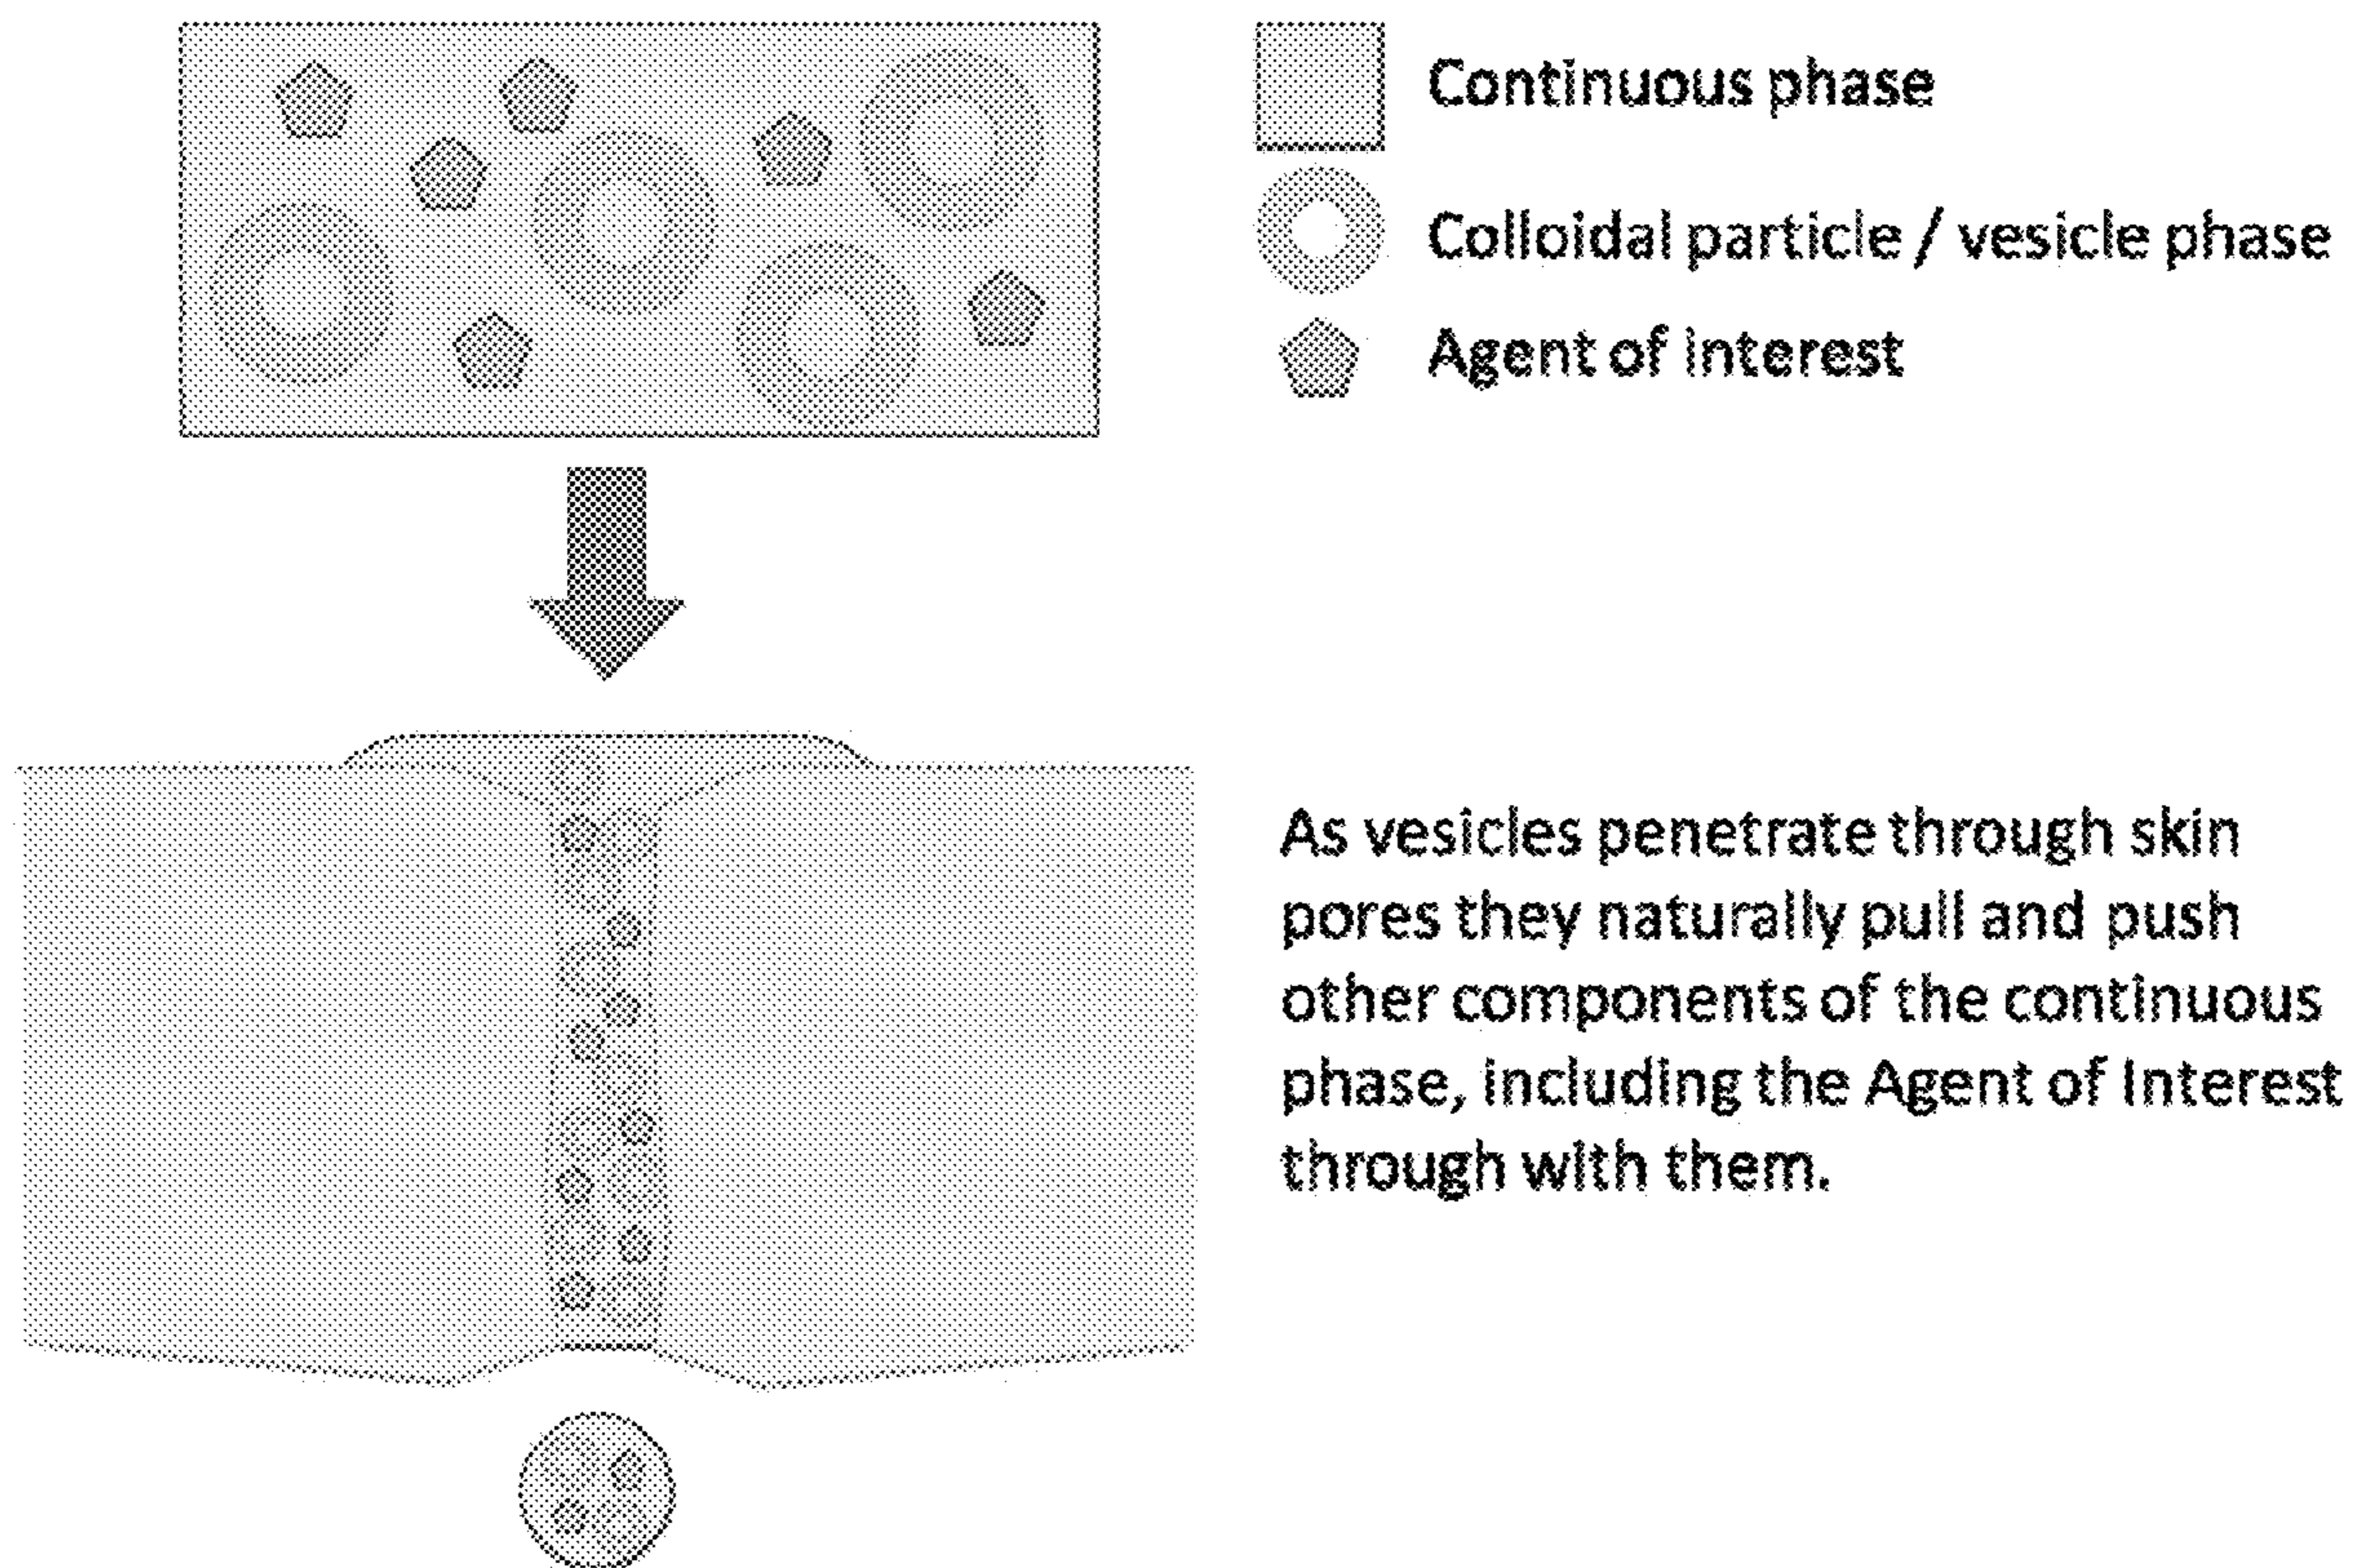 Continuous phase
Colloidal particle / vesicle phase
Agent of interest
As vesicles penetrate through skin
pores they naturally pull and push
other components of the continuous
phase, including the Agent of Interest
through with them.